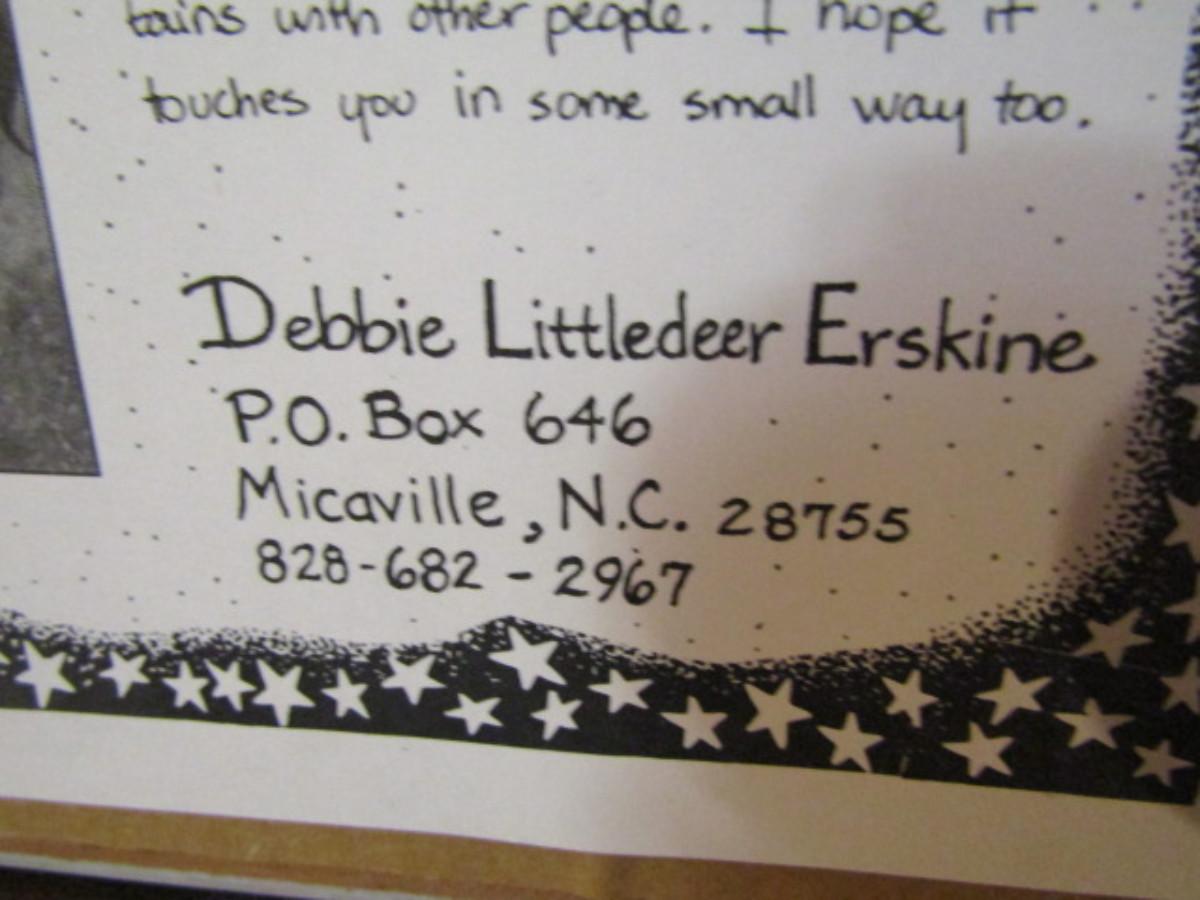 tains with other people. I hope it
touches you in some small way too.
Debbie Littledeer Erskine
P.O. Box 646
Micaville, N.C. 28755
828-682-2967